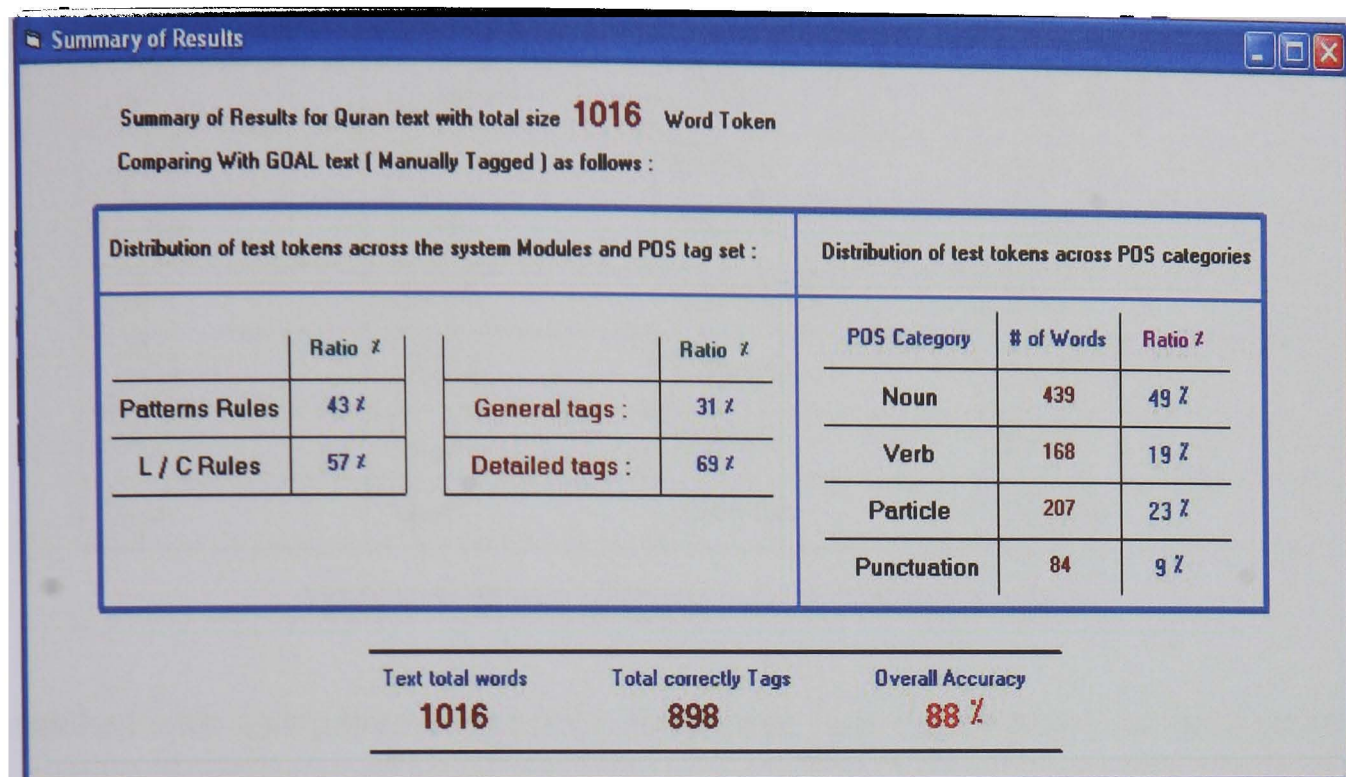 Summary of Results
Summary of Results for Quran text with total size 1016 Word Token
Comparing With GOAL text ( Manually Tagged ) as follows :
Distribution of test tokens across the system Modules and POS tag set :
Ratio %
Patterns Rules 43 %
L / C Rules 57 %
Ratio %
General tags : 31 %
Detailed tags : 69 %
Distribution of test tokens across POS categories
POS Category # of Words Ratio %
Noun 439 49 %
Verb 168 19 %
Particle 207 23 %
Punctuation 84 9 %
Text total words Total correctly Tags Overall Accuracy
1016 898 88 %